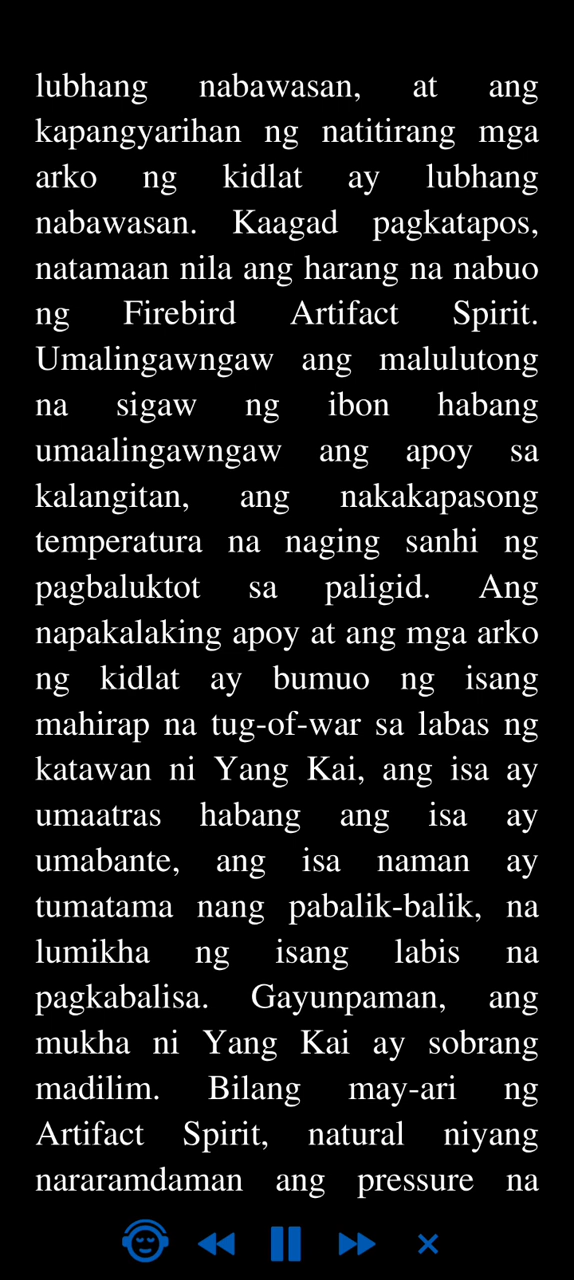 lubhang nabawasan, at ang
kapangyarihan ng natitirang mga
arko ng kidlat ay lubhang
nabawasan. Kaagad pagkatapos,
natamaan nila ang harang na nabuo
ng Firebird Artifact Spirit.
Umalingawngaw ang malulutong
na sigaw ng ibon habang
umaalingawngaw ang apoy sa
kalangitan, ang nakakapasong
temperatura na naging sanhi ng
pagbaluktot sa paligid. Ang
napakalaking apoy at ang mga arko
ng kidlat ay bumuo ng isang
mahirap na tug-of-war sa labas ng
katawan ni Yang Kai, ang isa ay
umaatras habang ang isa ay
umabante, ang isa naman ay
tumatama nang pabalik-balik, na
lumikha ng isang labis na
pagkabalisa. Gayunpaman, ang
mukha ni Yang Kai ay sobrang
madilim. Bilang may-ari ng
Artifact Spirit, natural niyang
nararamdaman ang pressure na